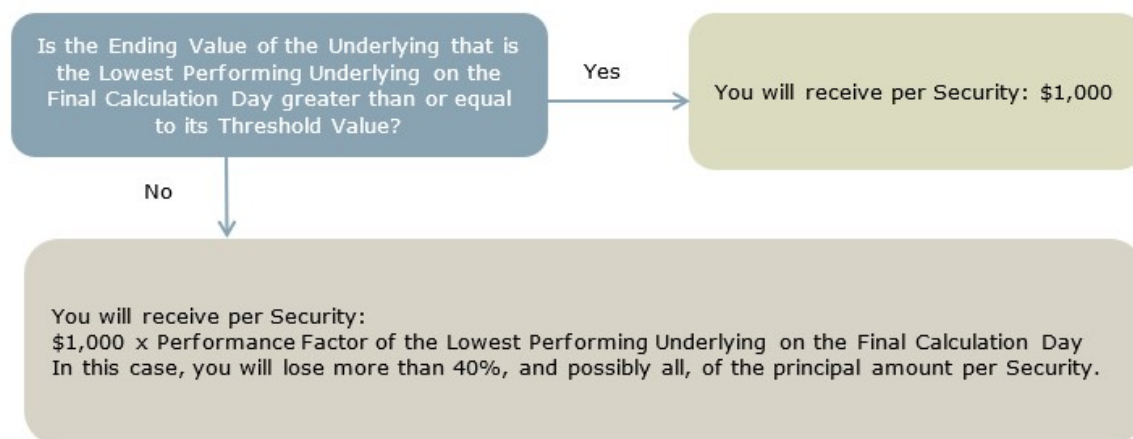 Is the Ending Value of the Underlying that is
the Lowest Performing Underlying on the
Final Calculation Day greater than or equal
to its Threshold Value?
Yes
You will receive per Security: $1,000
No
You will receive per Security:
$1,000 x Performance Factor of the Lowest Performing Underlying on the Final Calculation Day
In this case, you will lose more than 40%, and possibly all, of the principal amount per Security.